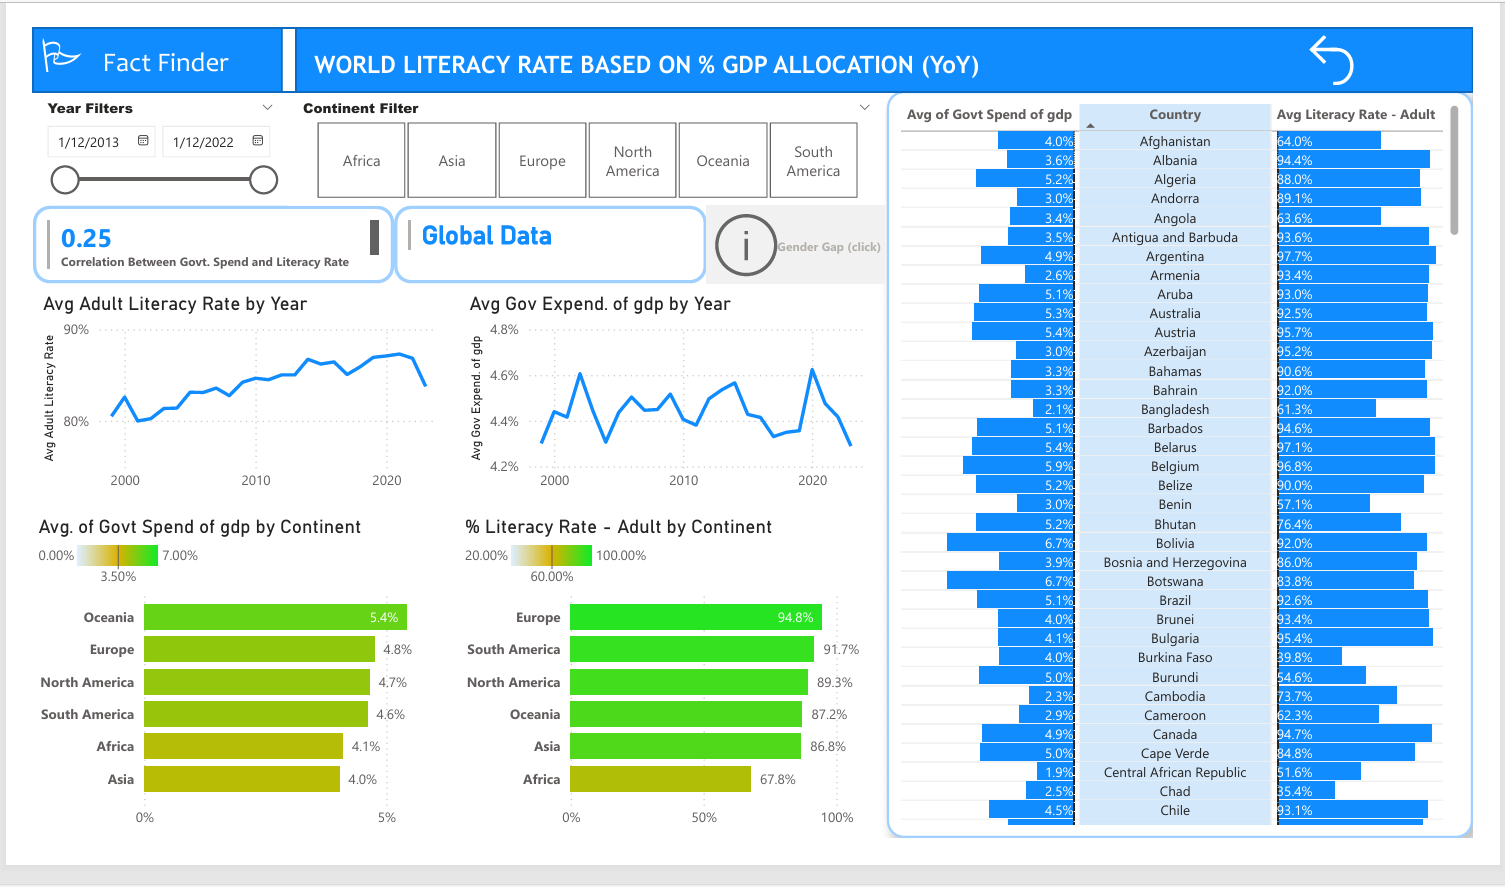 Fact Finder
WORLD LITERACY RATE BASED ON % GDP ALLOCATION (YoY)
Year Filters
1/12/2013
1/12/2022
Continent Filter
Africa
Asia
Europe
North
America
Oceania
South
America
0.25
Correlation Between Govt. Spend and Literacy Rate
Global Data
i
Gender Gap (click)
Avg Adult Literacy Rate by Year
Avg Adult Literacy Rate
90%
80%
2000
2010
2020
Avg Gov Expend. of gdp by Year
Avg Gov Expend. of gdp
4.8%
4.6%
4.4%
4.2%
2000
2010
2020
Avg. of Govt Spend of gdp by Continent
0.00%
7.00%
3.50%
Oceania 5.4%
Europe 4.8%
North America 4.7%
South America 4.6%
Africa 4.1%
Asia 4.0%
0%
5%
% Literacy Rate - Adult by Continent
20.00%
100.00%
60.00%
Europe 94.8%
South America 91.7%
North America 89.3%
Oceania 87.2%
Asia 86.8%
Africa 67.8%
0%
50%
100%
Avg of Govt Spend of gdp Country Avg Literacy Rate - Adult
4.0% Afghanistan 64.0%
3.6% Albania 94.4%
5.2% Algeria 88.0%
3.0% Andorra 89.1%
3.4% Angola 63.6%
3.5% Antigua and Barbuda 93.6%
4.9% Argentina 97.7%
2.6% Armenia 93.4%
5.1% Aruba 93.0%
5.3% Australia 92.5%
5.4% Austria 95.7%
3.0% Azerbaijan 95.2%
3.3% Bahamas 90.6%
3.3% Bahrain 92.0%
2.1% Bangladesh 61.3%
5.1% Barbados 94.6%
5.4% Belarus 97.1%
5.9% Belgium 96.8%
5.2% Belize 90.0%
3.0% Benin 57.1%
5.2% Bhutan 76.4%
6.7% Bolivia 92.0%
3.9% Bosnia and Herzegovina 86.0%
6.7% Botswana 83.8%
5.1% Brazil 92.6%
4.0% Brunei 93.4%
4.1% Bulgaria 95.4%
4.0% Burkina Faso 39.8%
5.0% Burundi 54.6%
2.3% Cambodia 73.7%
2.9% Cameroon 62.3%
4.9% Canada 94.7%
5.0% Cape Verde 84.8%
1.9% Central African Republic 51.6%
2.5% Chad 35.4%
4.5% Chile 93.1%